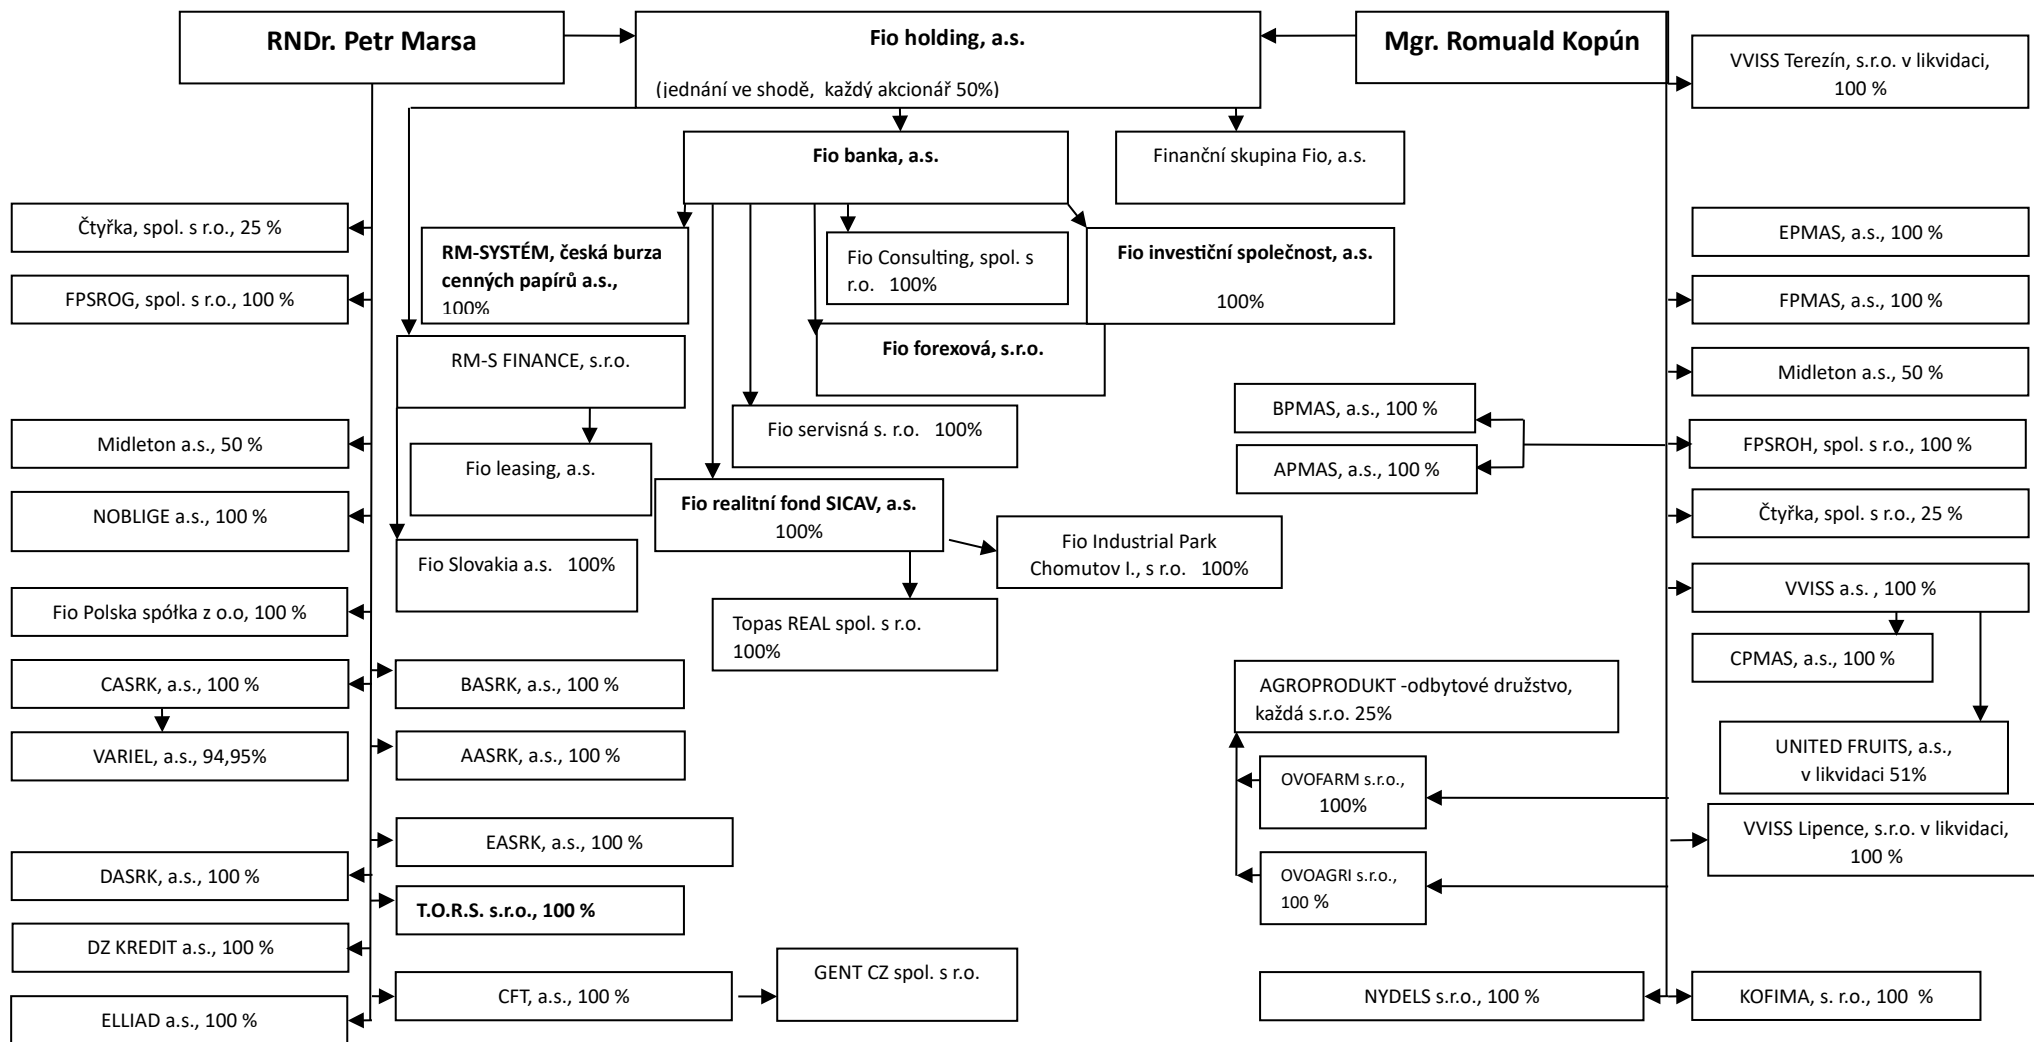 RNDr. Petr Marsa
Fio holding, a.s.
(jednání ve shodě, každý akcionář 50%)
Mgr. Romuald Kopún
VVISS Terezín, s.r.o. v likvidaci,
100 %
Fio banka, a.s.
Finanční skupina Fio, a.s.
Čtyřka, spol. s r.o., 25 %
RM-SYSTÉM, česká burza
cenných papírů a.s.,
100%
Fio Consulting, spol. s
r.o. 100%
Fio investiční společnost, a.s.
100%
EPMAS, a.s., 100 %
FPSROG, spol. s r.o., 100 %
FPMAS, a.s., 100 %
RM-S FINANCE, s.r.o.
Fio forexová, s.r.o.
Midleton a.s., 50 %
BPMAS, a.s., 100 %
Midleton a.s., 50 %
Fio servisná s. r.o. 100%
FPSROH, spol. s r.o., 100 %
Fio leasing, a.s.
APMAS, a.s., 100 %
NOBLIGE a.s., 100 %
Fio realitní fond SICAV, a.s.
100%
Čtyřka, spol. s r.o., 25 %
Fio Slovakia a.s. 100%
Fio Industrial Park
Chomutov I., s r.o. 100%
VVISS a.s. , 100 %
Fio Polska spółka z o.o, 100 %
Topas REAL spol. s r.o.
100%
CPMAS, a.s., 100 %
CASRK, a.s., 100 %
BASRK, a.s., 100 %
AGROPRODUKT -odbytové družstvo,
každá s.r.o. 25%
VARIEL, a.s., 94,95%
AASRK, a.s., 100 %
UNITED FRUITS, a.s.,
v likvidaci 51%
OVOFARM s.r.o.,
100%
EASRK, a.s., 100 %
VVISS Lipence, s.r.o. v likvidaci,
100 %
DASRK, a.s., 100 %
OVOAGRI s.r.o.,
100 %
T.O.R.S. s.r.o., 100 %
DZ KREDIT a.s., 100 %
GENT CZ spol. s r.o.
CFT, a.s., 100 %
NYDELS s.r.o., 100 %
KOFIMA, s. r.o., 100 %
ELLIAD a.s., 100 %